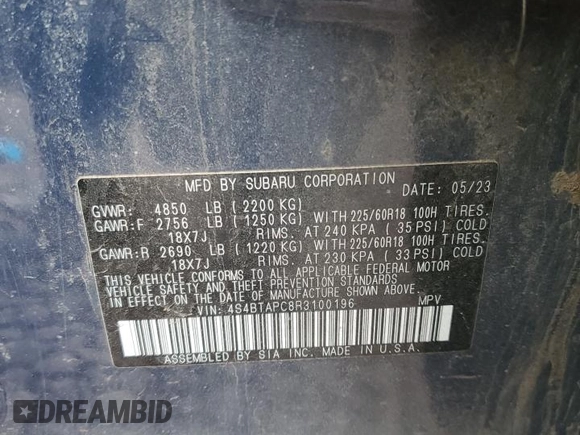 MFD BY SUBARU CORPORATION DATE: 05/23
GVWR: 4850 LB (2200 KG)
GAWR:F 2756 LB (1250 KG) WITH 225/60R18 100H TIRES.
18X7J RIMS. AT 240 KPA (35 PSI) COLD
GAWR:R 2690 LB (1220 KG) WITH 225/60R18 100H TIRES.
18X7J RIMS. AT 230 KPA (33 PSI) COLD
THIS VEHICLE CONFORMS TO ALL APPLICABLE FEDERAL MOTOR
VEHICLE SAFETY AND THEFT PREVENTION STANDARDS
IN EFFECT ON THE DATE OF MANUFACTURE SHOWN ABOVE.
VIN: 4S4BTAPC8R3100196 MPV
ASSEMBLED BY SIA INC. MADE IN U.S.A.
DREAMBID